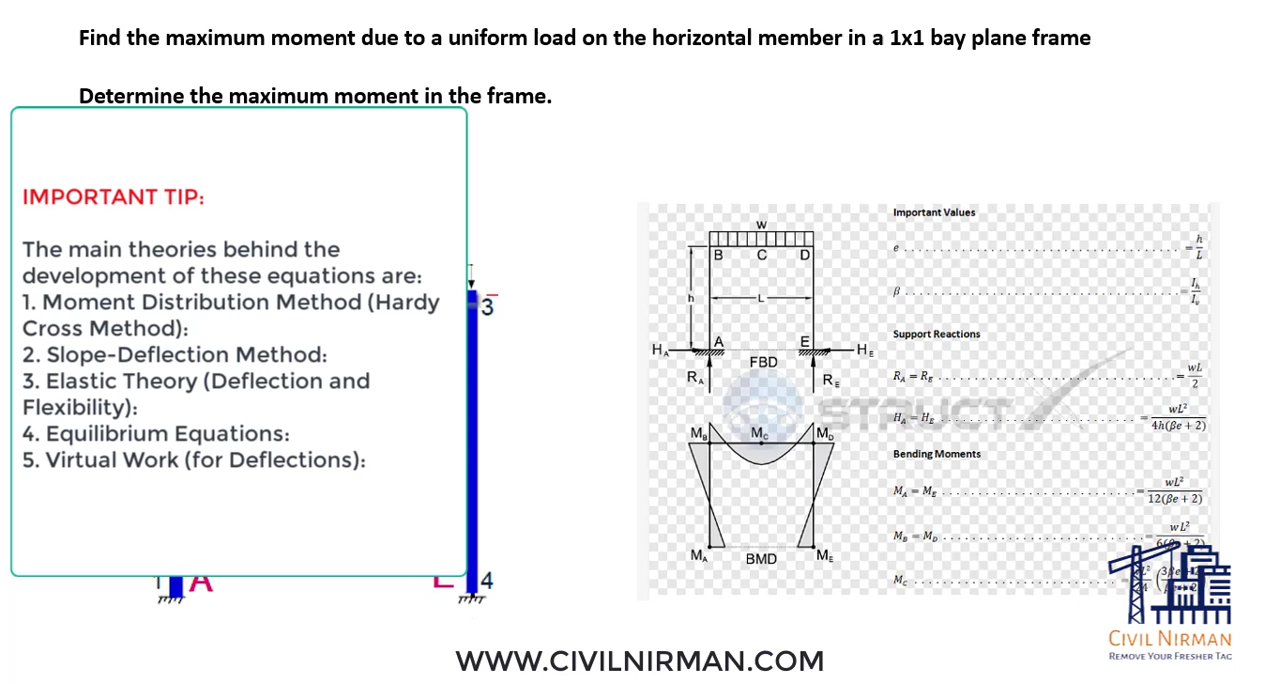 Find the maximum moment due to a uniform load on the horizontal member in a 1x1 bay plane frame
Determine the maximum moment in the frame.
IMPORTANT TIP:
The main theories behind the
development of these equations are:
1. Moment Distribution Method (Hardy
Cross Method):
2. Slope-Deflection Method:
3. Elastic Theory (Deflection and
Flexibility):
4. Equilibrium Equations:
5. Virtual Work (for Deflections):
3
1 A
4
W
B C D
h
L
A E
H_A H_E
FBD
R_A R_E
M_B M_C M_D
M_A BMD M_E
STRUCT
Important Values
e = h/L
β = I_h/I_v
Support Reactions
R_A = R_E = wL/2
H_A = H_E = wL²/4h(βe + 2)
Bending Moments
M_A = M_E = wL²/12(βe + 2)
M_B = M_D = wL²
M_C
CIVIL NIRMAN
REMOVE YOUR FRESHER TAG
WWW.CIVILNIRMAN.COM